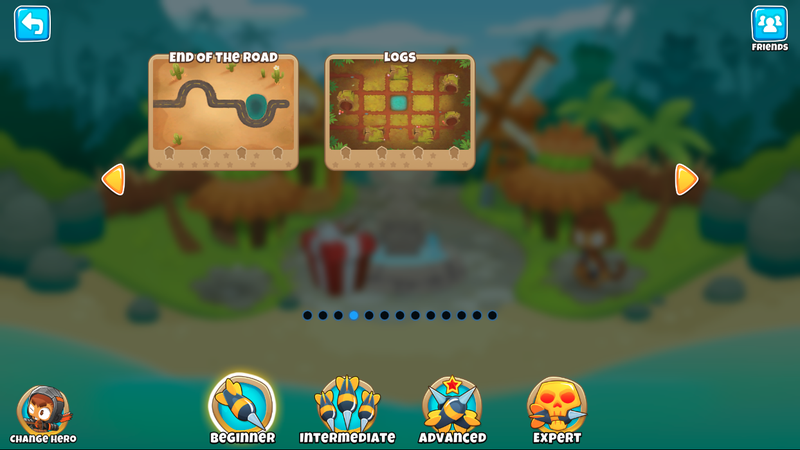 FRIENDS
END OF THE ROAD
LOGS
CHANGE HERO
BEGINNER
INTERMEDIATE
ADVANCED
EXPERT